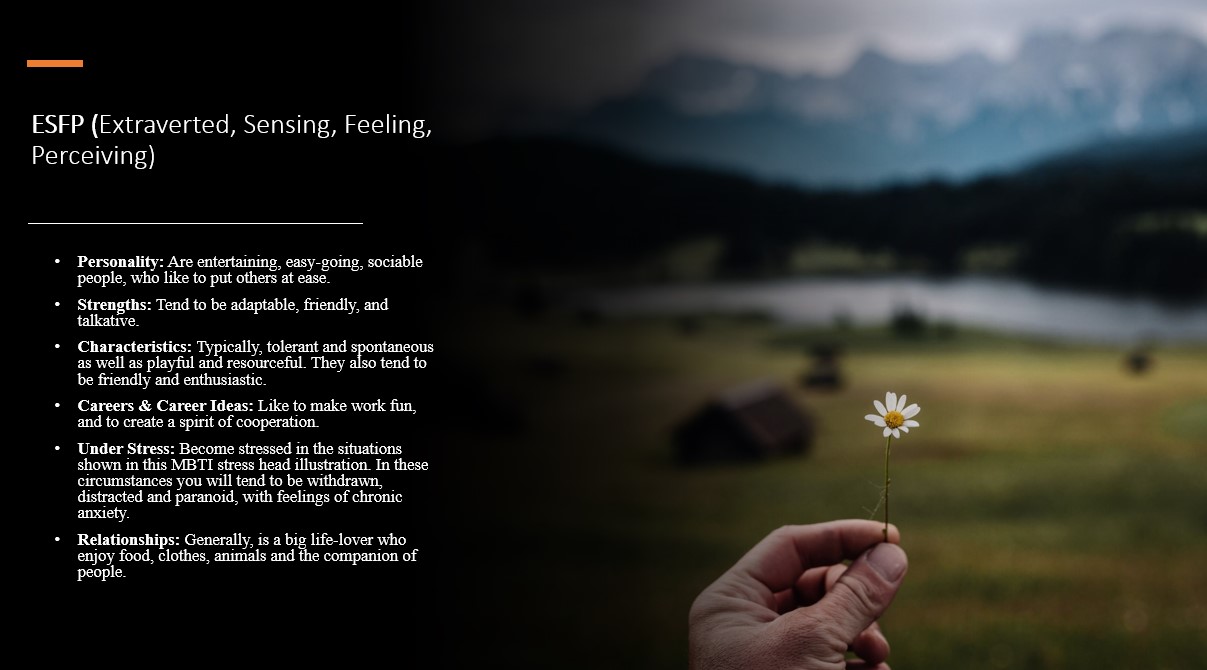 ESFP (Extraverted, Sensing, Feeling,
Perceiving)
• Personality: Are entertaining, easy-going, sociable
people, who like to put others at ease.
• Strengths: Tend to be adaptable, friendly, and
talkative.
• Characteristics: Typically, tolerant and spontaneous
as well as playful and resourceful. They also tend to
be friendly and enthusiastic.
• Careers & Career Ideas: Like to make work fun,
and to create a spirit of cooperation.
• Under Stress: Become stressed in the situations
shown in this MBTI stress head illustration. In these
circumstances you will tend to be withdrawn,
distracted and paranoid, with feelings of chronic
anxiety.
• Relationships: Generally, is a big life-lover who
enjoy food, clothes, animals and the companion of
people.